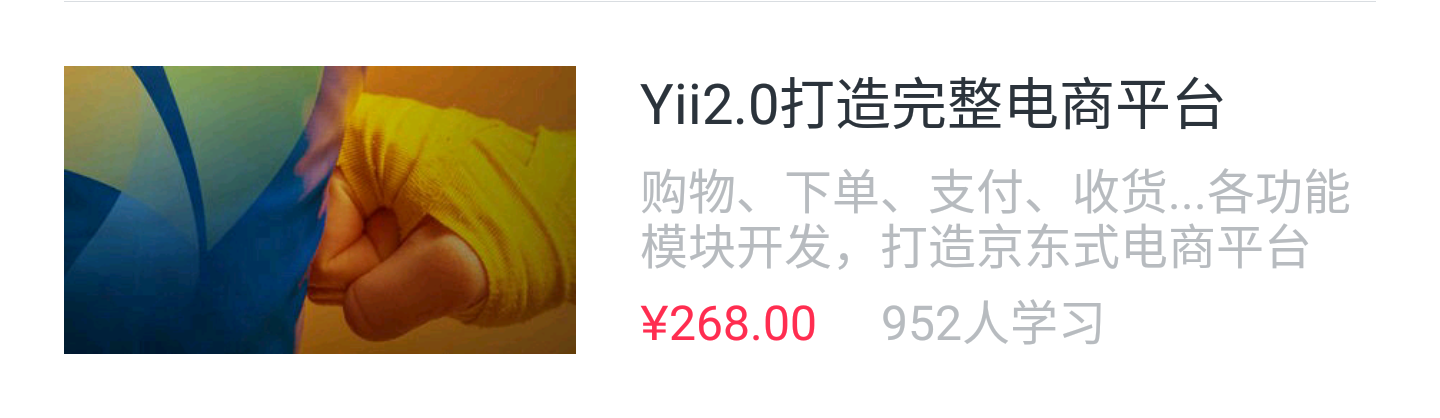 Yii2.0打造完整电商平台
购物、下单、支付、收货...各功能
模块开发，打造京东式电商平台
¥268.00 952人学习